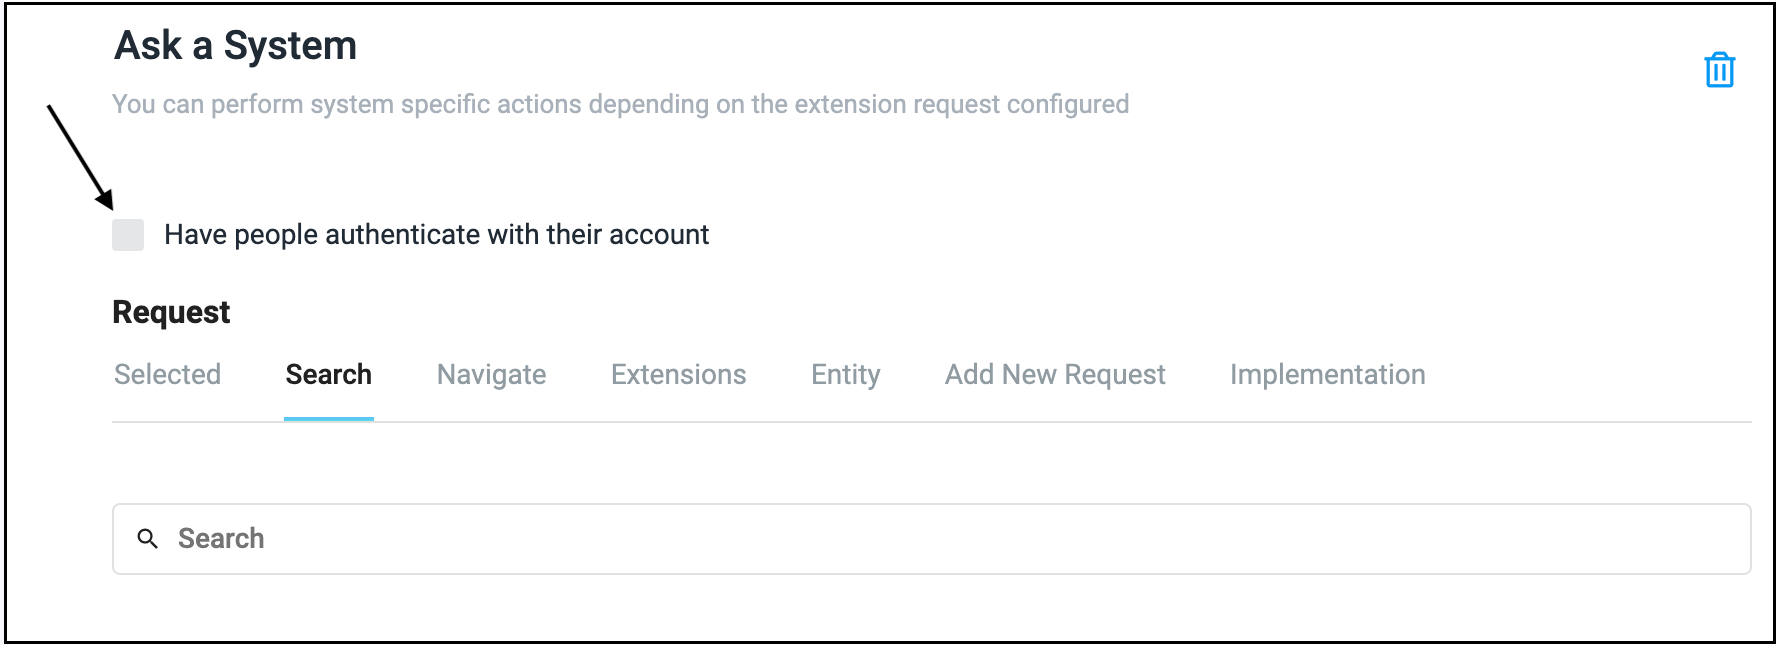 Ask a System
You can perform system specific actions depending on the extension request configured
Have people authenticate with their account
Request
Selected Search Navigate Extensions Entity Add New Request Implementation
Search